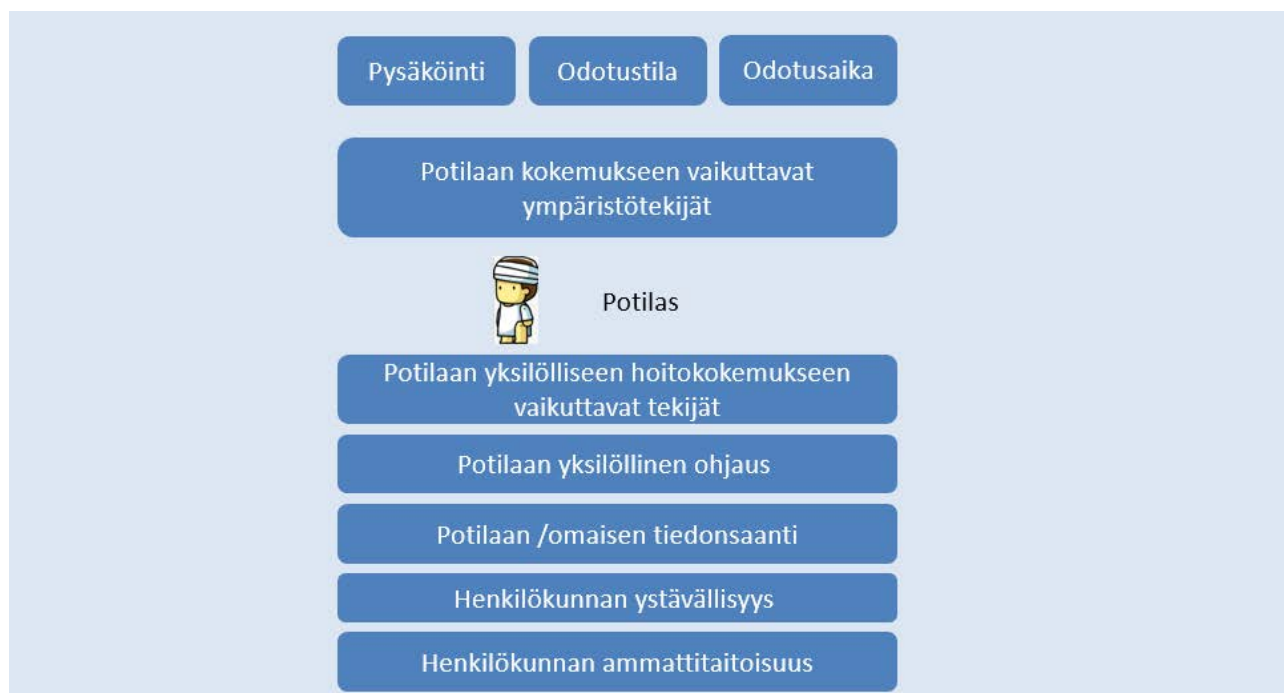 Pysäköinti
Odotustila
Odotusaika
Potilaan kokemukseen vaikuttavat
ympäristötekijät
Potilas
Potilaan yksilölliseen hoitokokemukseen
vaikuttavat tekijät
Potilaan yksilöllinen ohjaus
Potilaan /omaisen tiedonsaanti
Henkilökunnan ystävällisyys
Henkilökunnan ammattitaitoisuus